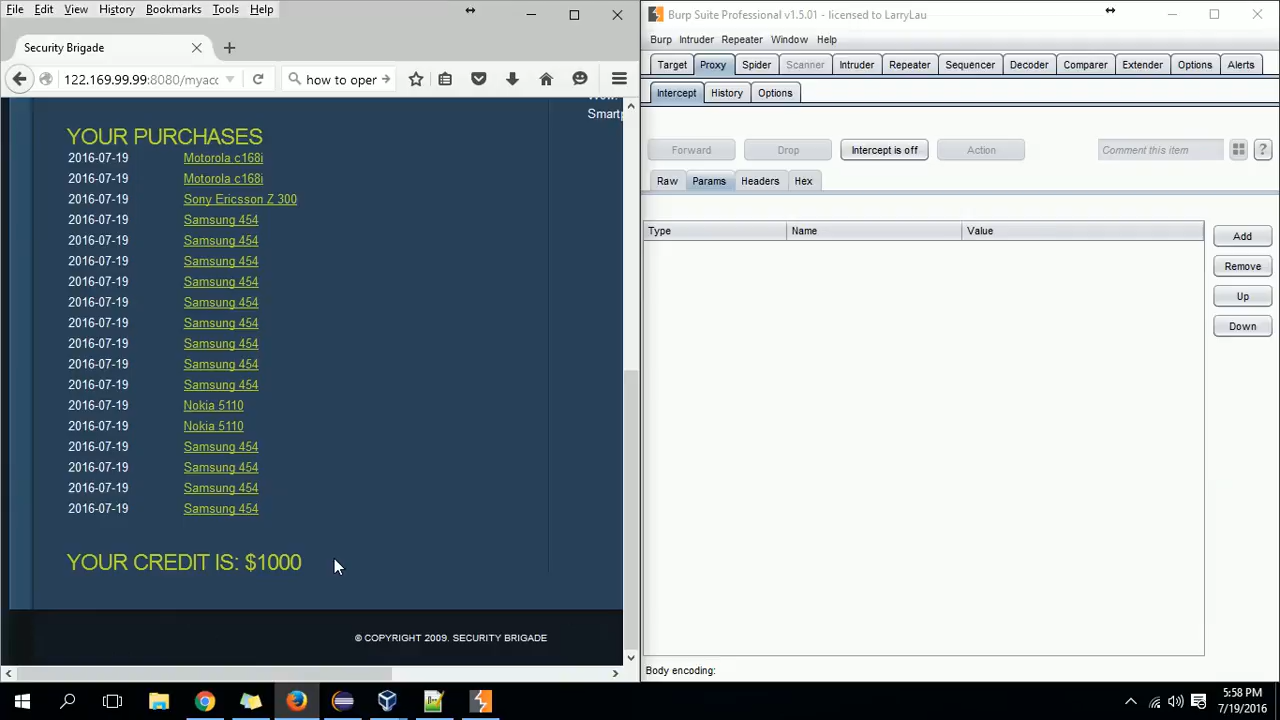 File Edit View History Bookmarks Tools Help
Security Brigade
122.169.99.99:8080/myacc
how to oper
Smartp
YOUR PURCHASES
2016-07-19 Motorola c168i
2016-07-19 Motorola c168i
2016-07-19 Sony Ericsson Z 300
2016-07-19 Samsung 454
2016-07-19 Samsung 454
2016-07-19 Samsung 454
2016-07-19 Samsung 454
2016-07-19 Samsung 454
2016-07-19 Samsung 454
2016-07-19 Samsung 454
2016-07-19 Samsung 454
2016-07-19 Samsung 454
2016-07-19 Nokia 5110
2016-07-19 Nokia 5110
2016-07-19 Samsung 454
2016-07-19 Samsung 454
2016-07-19 Samsung 454
2016-07-19 Samsung 454
YOUR CREDIT IS: $1000
© COPYRIGHT 2009. SECURITY BRIGADE
Burp Suite Professional v1.5.01 - licensed to LarryLau
Burp Intruder Repeater Window Help
Target Proxy Spider Scanner Intruder Repeater Sequencer Decoder Comparer Extender Options Alerts
Intercept History Options
Forward Drop Intercept is off Action Comment this item ?
Raw Params Headers Hex
Type Name Value
Add
Remove
Up
Down
Body encoding:
5:58 PM
7/19/2016